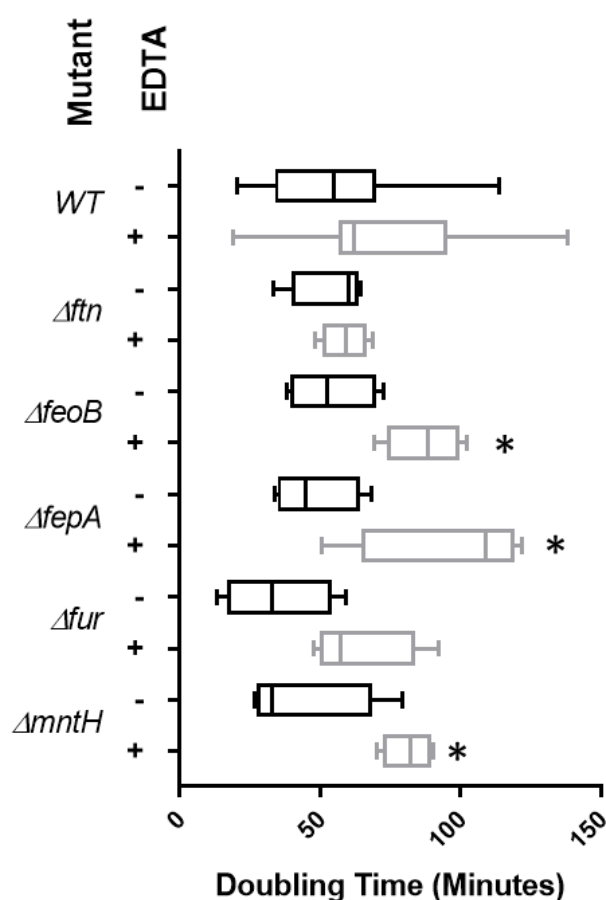 Mutant EDTA
WT - +
Δftn - +
ΔfeoB - + *
ΔfepA - + *
Δfur - +
ΔmntH - + *
0 50 100 150
Doubling Time (Minutes)